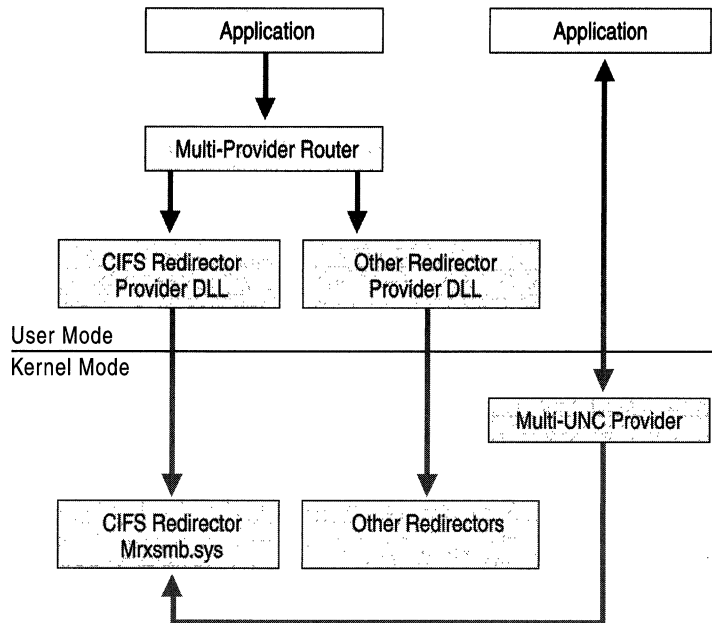 Application
Application
Multi-Provider Router
CIFS Redirector
Provider DLL
Other Redirector
Provider DLL
User Mode
Kernel Mode
Multi-UNC Provider
CIFS Redirector
Mrxsmb.sys
Other Redirectors